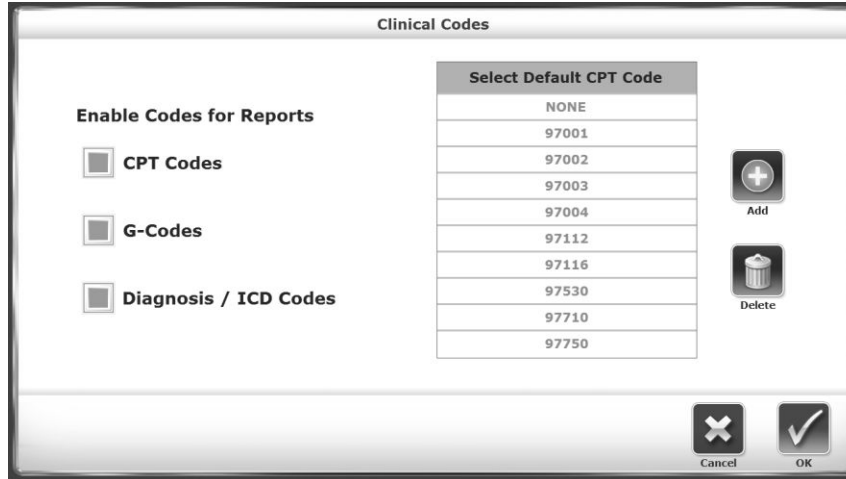 Clinical Codes
Enable Codes for Reports
CPT Codes
G-Codes
Diagnosis / ICD Codes
Select Default CPT Code
NONE
97001
97002
97003
97004
97112
97116
97530
97710
97750
Add
Delete
Cancel
OK